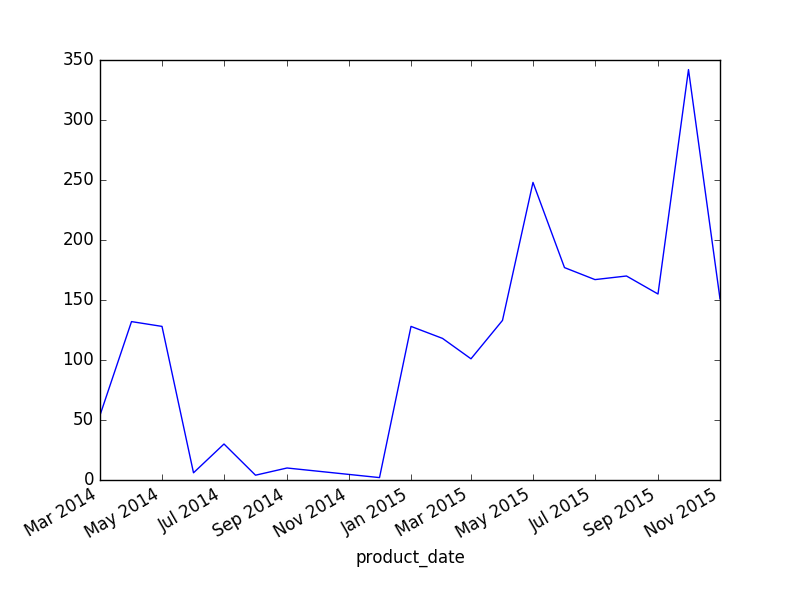 350
300
250
200
150
100
50
0
Mar 2014
May 2014
Jul 2014
Sep 2014
Nov 2014
Jan 2015
Mar 2015
May 2015
Jul 2015
Sep 2015
Nov 2015
product_date